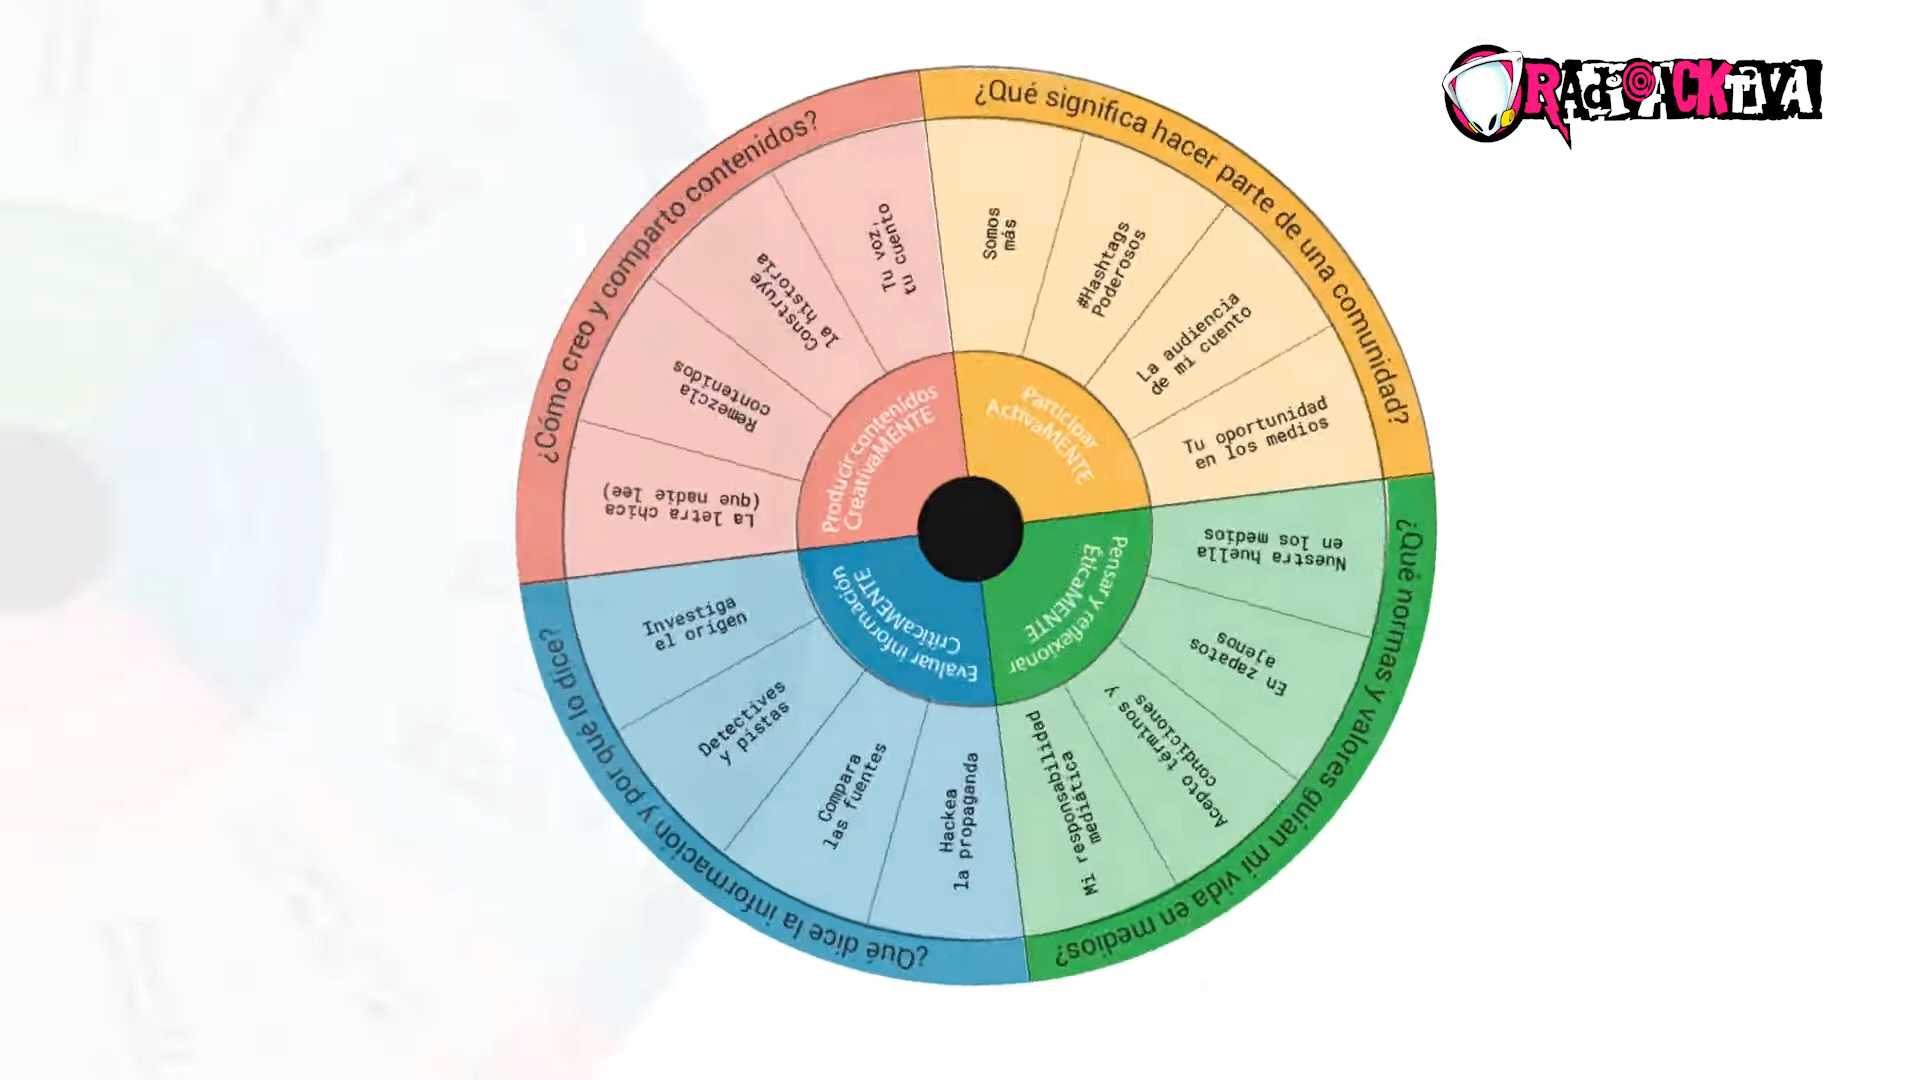 RAdiOACKTIVA
¿Qué significa hacer parte de una comunidad?
Participar
ActivaMENTE
Somos
más
#Hashtags
Poderosos
La audiencia
de mi cuento
Tu oportunidad
en los medios
¿Qué normas y valores guían mi vida en medios?
Pensar y reflexionar
ÉticaMENTE
Nuestra huella
en los medios
En zapatos
ajenos
Acepto términos y
condiciones
Mi responsabilidad
mediática
¿Qué dice la información y por qué lo dice?
Evaluar información
CríticaMENTE
Hackea
la propaganda
Compara
las fuentes
Detectives
y pistas
Investiga
el origen
¿Cómo creo y comparto contenidos?
Producir contenidos
CreativaMENTE
La letra chica
(que nadie lee)
Remezcla
contenidos
Construye
la historia
Tu voz,
tu cuento